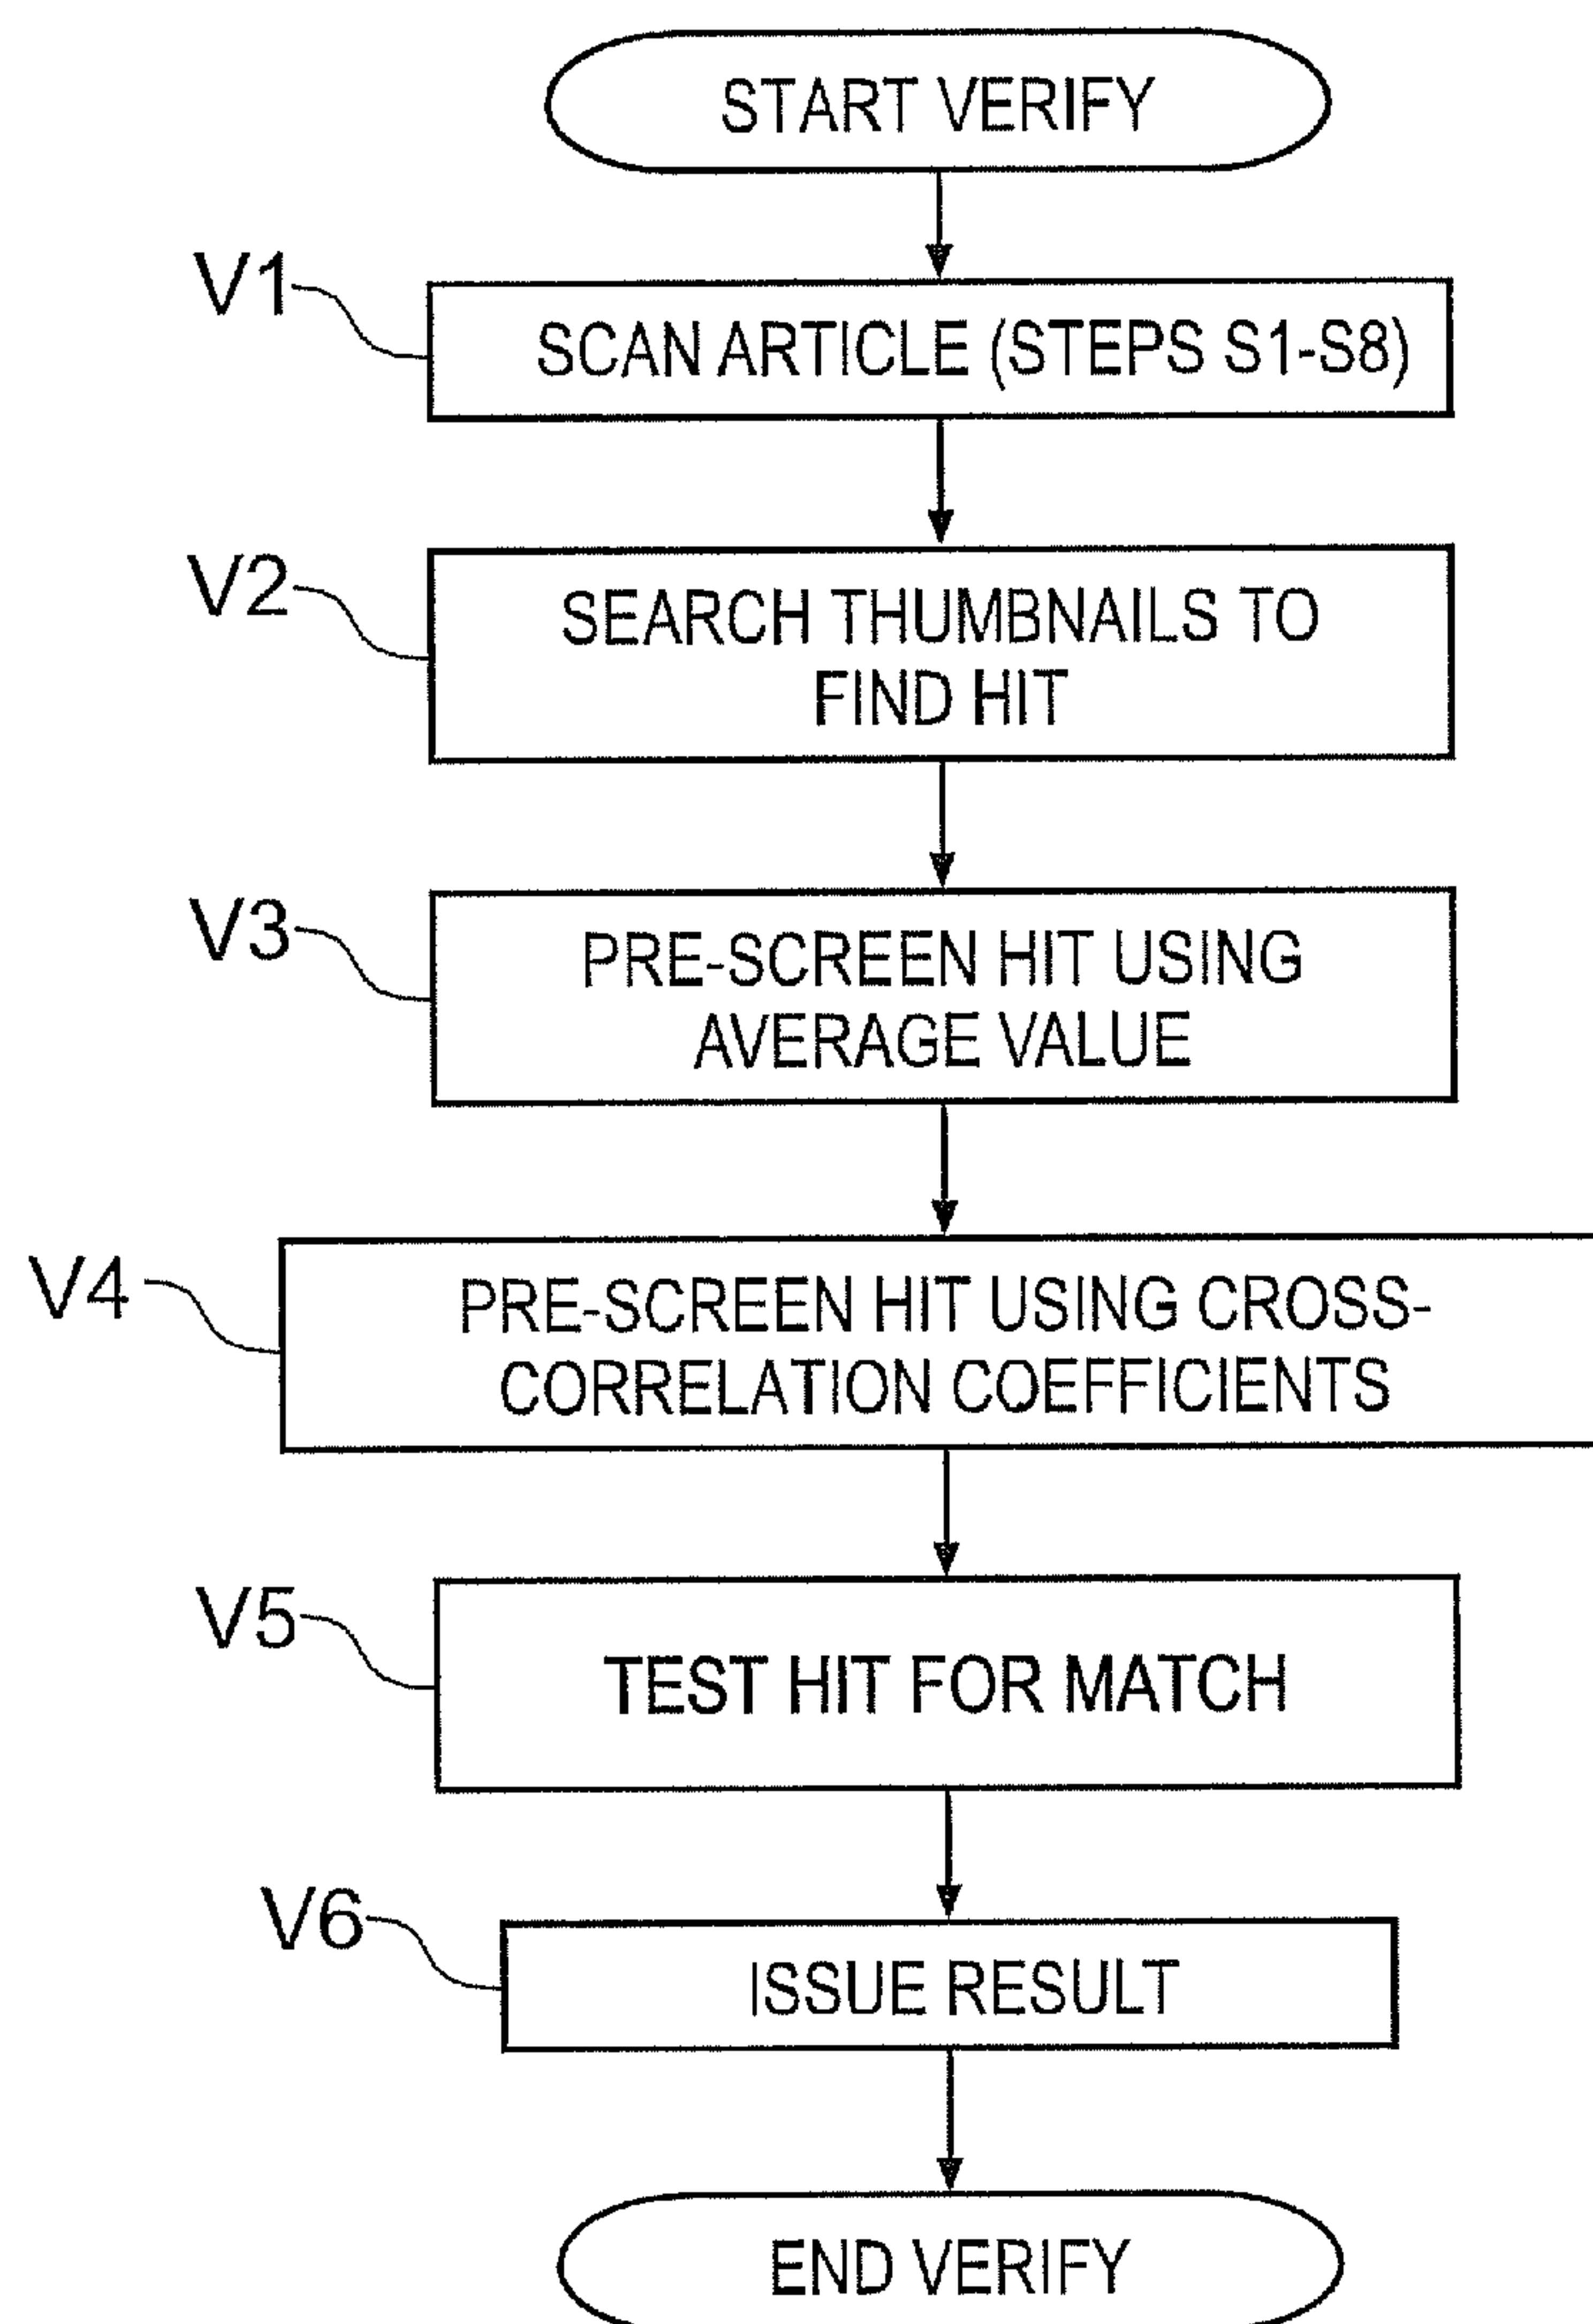 START VERIFY
V1
SCAN ARTICLE (STEPS S1-S8)
V2
SEARCH THUMBNAILS TO
FIND HIT
V3
PRE-SCREEN HIT USING
AVERAGE VALUE
V4
PRE-SCREEN HIT USING CROSS-
CORRELATION COEFFICIENTS
V5
TEST HIT FOR MATCH
V6
ISSUE RESULT
END VERIFY